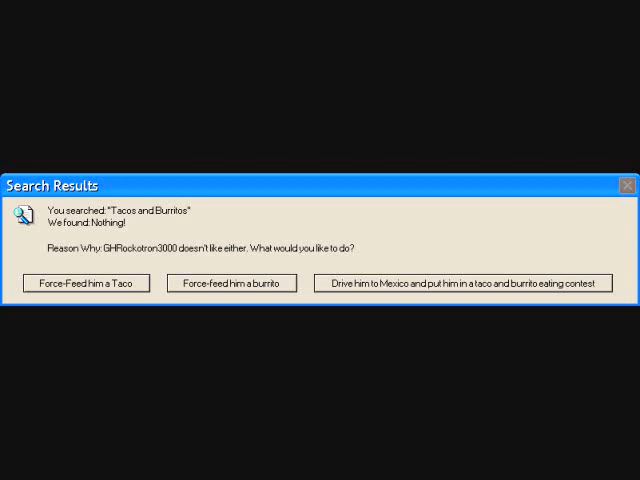 Search Results
You searched: "Tacos and Burritos"
We found: Nothing!
Reason Why: GHRockotron3000 doesn't like either. What would you like to do?
Force-Feed him a Taco
Force-feed him a burrito
Drive him to Mexico and put him in a taco and burrito eating contest